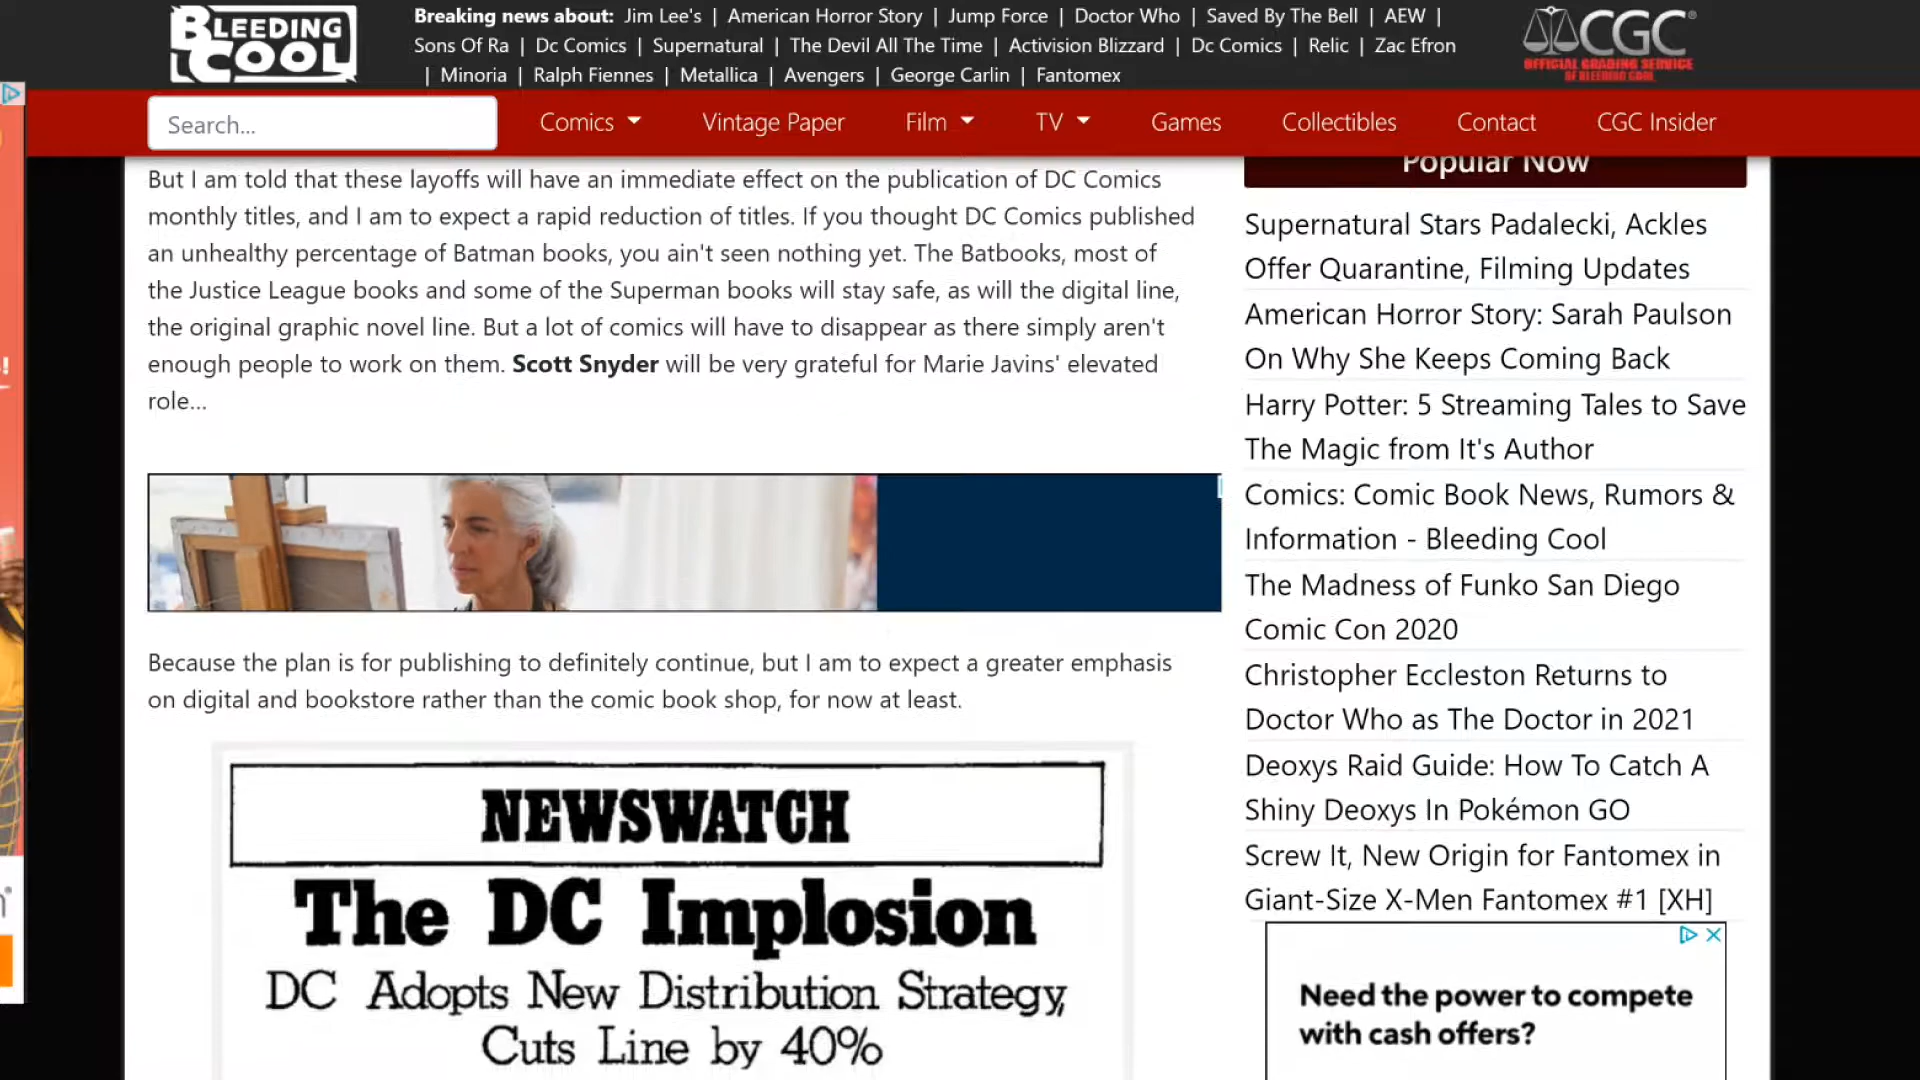 BLEEDING
COOL
Breaking news about: Jim Lee's | American Horror Story | Jump Force | Doctor Who | Saved By The Bell | AEW |
Sons Of Ra | Dc Comics | Supernatural | The Devil All The Time | Activision Blizzard | Dc Comics | Relic | Zac Efron
| Minoria | Ralph Fiennes | Metallica | Avengers | George Carlin | Fantomex
CGC®
OFFICIAL GRADING SERVICE
OF BLEEDING COOL
Search...
Comics
Vintage Paper
Film
TV
Games
Collectibles
Contact
CGC Insider
But I am told that these layoffs will have an immediate effect on the publication of DC Comics
monthly titles, and I am to expect a rapid reduction of titles. If you thought DC Comics published
an unhealthy percentage of Batman books, you ain't seen nothing yet. The Batbooks, most of
the Justice League books and some of the Superman books will stay safe, as will the digital line,
the original graphic novel line. But a lot of comics will have to disappear as there simply aren't
enough people to work on them. Scott Snyder will be very grateful for Marie Javins' elevated
role...
Because the plan is for publishing to definitely continue, but I am to expect a greater emphasis
on digital and bookstore rather than the comic book shop, for now at least.
NEWSWATCH
The DC Implosion
DC Adopts New Distribution Strategy,
Cuts Line by 40%
Popular Now
Supernatural Stars Padalecki, Ackles
Offer Quarantine, Filming Updates
American Horror Story: Sarah Paulson
On Why She Keeps Coming Back
Harry Potter: 5 Streaming Tales to Save
The Magic from It's Author
Comics: Comic Book News, Rumors &
Information - Bleeding Cool
The Madness of Funko San Diego
Comic Con 2020
Christopher Eccleston Returns to
Doctor Who as The Doctor in 2021
Deoxys Raid Guide: How To Catch A
Shiny Deoxys In Pokémon GO
Screw It, New Origin for Fantomex in
Giant-Size X-Men Fantomex #1 [XH]
Need the power to compete
with cash offers?